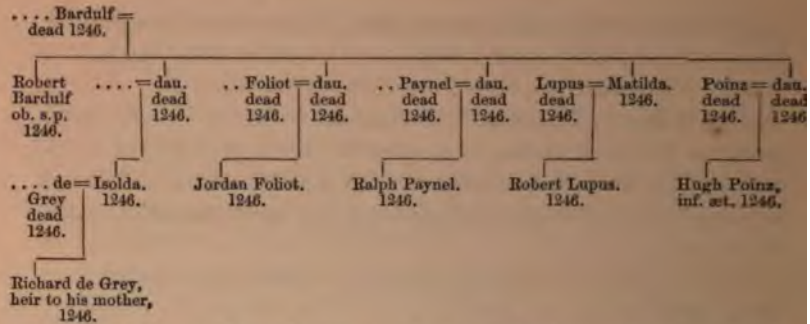 .... Bardulf =
dead 1246.
Robert Bardulf ob. s.p. 1246.
.... = dau. dead 1246.
.. Foliot = dau.
dead 1246. dead 1246.
.. Paynel = dau.
dead 1246. dead 1246.
Lupus = Matilda.
dead 1246. 1246.
Poinz = dau.
dead 1246. dead 1246
.... de Grey = Isolda.
dead 1246. 1246.
Jordan Foliot.
1246.
Ralph Paynel.
1246.
Robert Lupus.
1246.
Hugh Poinz,
inf. æt., 1246.
Richard de Grey,
heir to his mother,
1246.